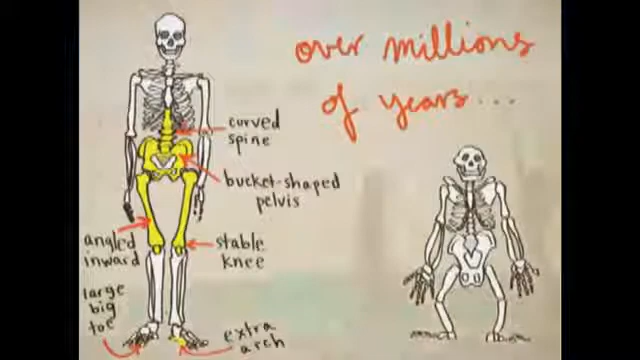 over millions
of years...
curved
spine
bucket-shaped
pelvis
angled
inward
stable
knee
large
big
toe
extra
arch